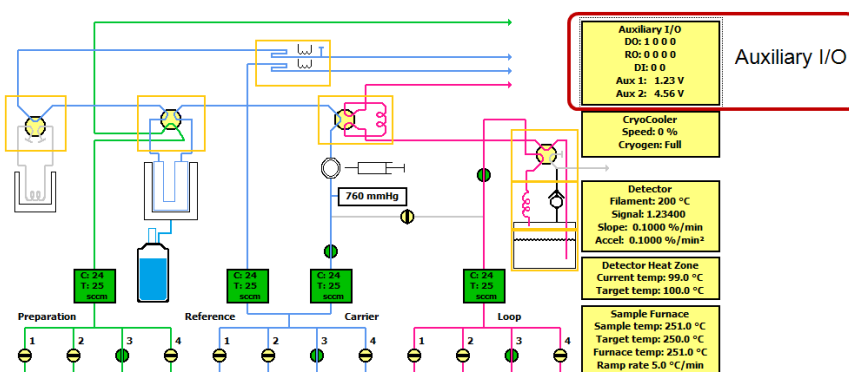 Auxiliary I/O
DO: 1 0 0 0
RO: 0 0 0 0
DI: 0 0
Aux 1: 1.23 V
Aux 2: 4.56 V
Auxiliary I/O
CryoCooler
Speed: 0 %
Cryogen: Full
760 mmHg
Detector
Filament: 200 °C
Signal: 1.23400
Slope: 0.1000 %/min
Accel: 0.1000 %/min²
Detector Heat Zone
Current temp: 99.0 °C
Target temp: 100.0 °C
C: 24
T: 25
sccm
C: 24
T: 25
sccm
C: 24
T: 25
sccm
C: 24
T: 25
sccm
Sample Furnace
Sample temp: 251.0 °C
Target temp: 250.0 °C
Furnace temp: 251.0 °C
Ramp rate 5.0 °C/min
Preparation Reference Carrier Loop
1 2 3 4 1 2 3 4 1 2 3 4